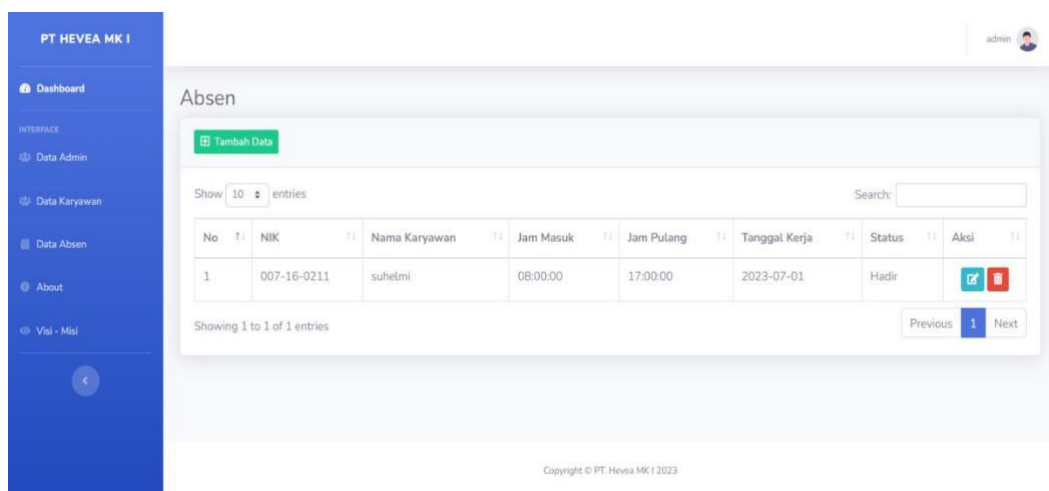 PT HEVEA MK I
admin
Dashboard
INTERFACE
Data Admin
Data Karyawan
Data Absen
About
Visi - Misi
Absen
Tambah Data
Show 10 entries
Search:
No NIK Nama Karyawan Jam Masuk Jam Pulang Tanggal Kerja Status Aksi
1 007-16-0211 suhelmi 08:00:00 17:00:00 2023-07-01 Hadir
Showing 1 to 1 of 1 entries
Previous 1 Next
Copyright © PT. Hevea MK I 2023